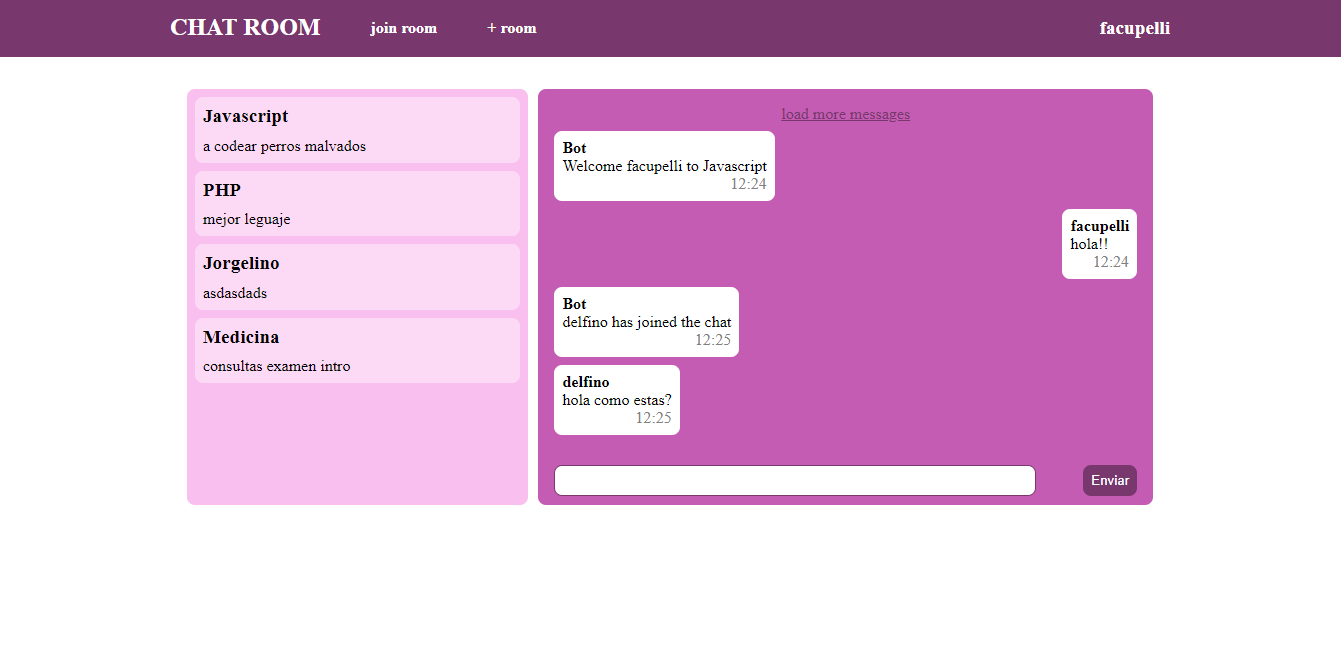 CHAT ROOM join room + room facupelli
Javascript
a codear perros malvados
PHP
mejor leguaje
Jorgelino
asdasdads
Medicina
consultas examen intro
load more messages
Bot
Welcome facupelli to Javascript
12:24
facupelli
hola!!
12:24
Bot
delfino has joined the chat
12:25
delfino
hola como estas?
12:25
Enviar